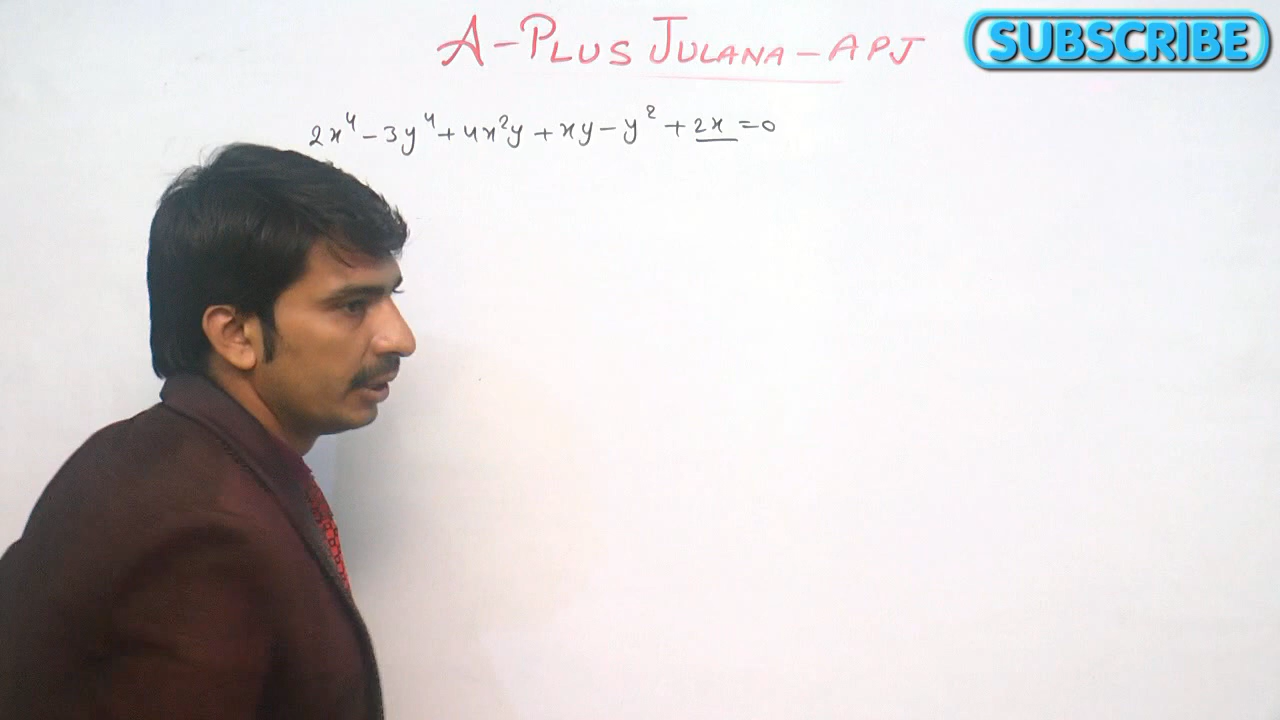 A-PLUS JULANA-APJ
SUBSCRIBE
2x⁴-3y⁴+4x²y+xy-y²+2x=0